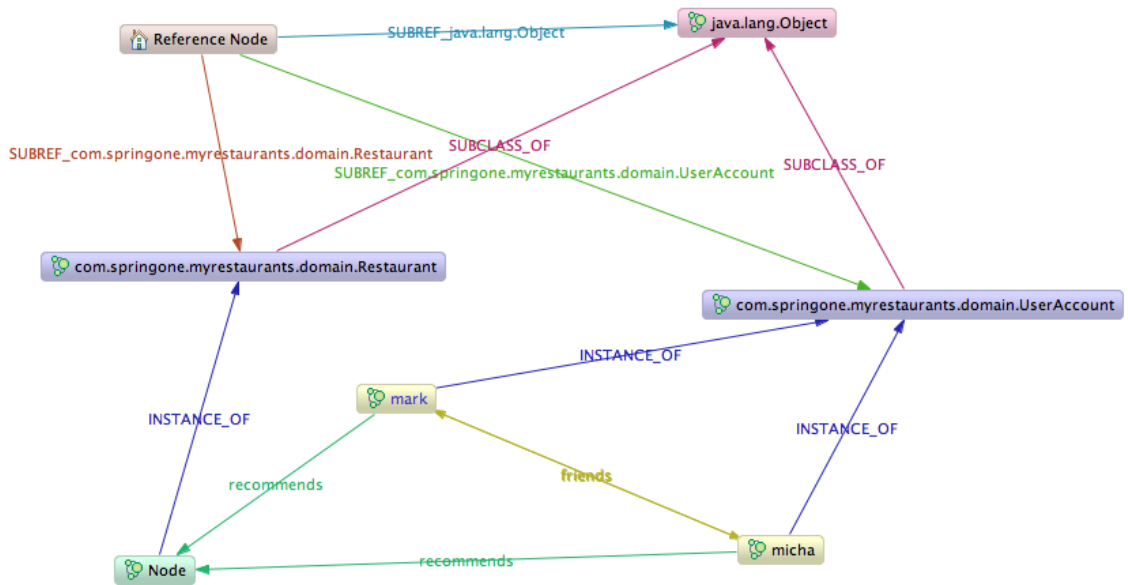 java.lang.Object
Reference Node
SUBREF_java.lang.Object
SUBCLASS_OF
SUBREF_com.springone.myrestaurants.domain.Restaurant
SUBCLASS_OF
SUBREF_com.springone.myrestaurants.domain.UserAccount
com.springone.myrestaurants.domain.Restaurant
com.springone.myrestaurants.domain.UserAccount
INSTANCE_OF
mark
INSTANCE_OF
INSTANCE_OF
friends
recommends
micha
recommends
Node